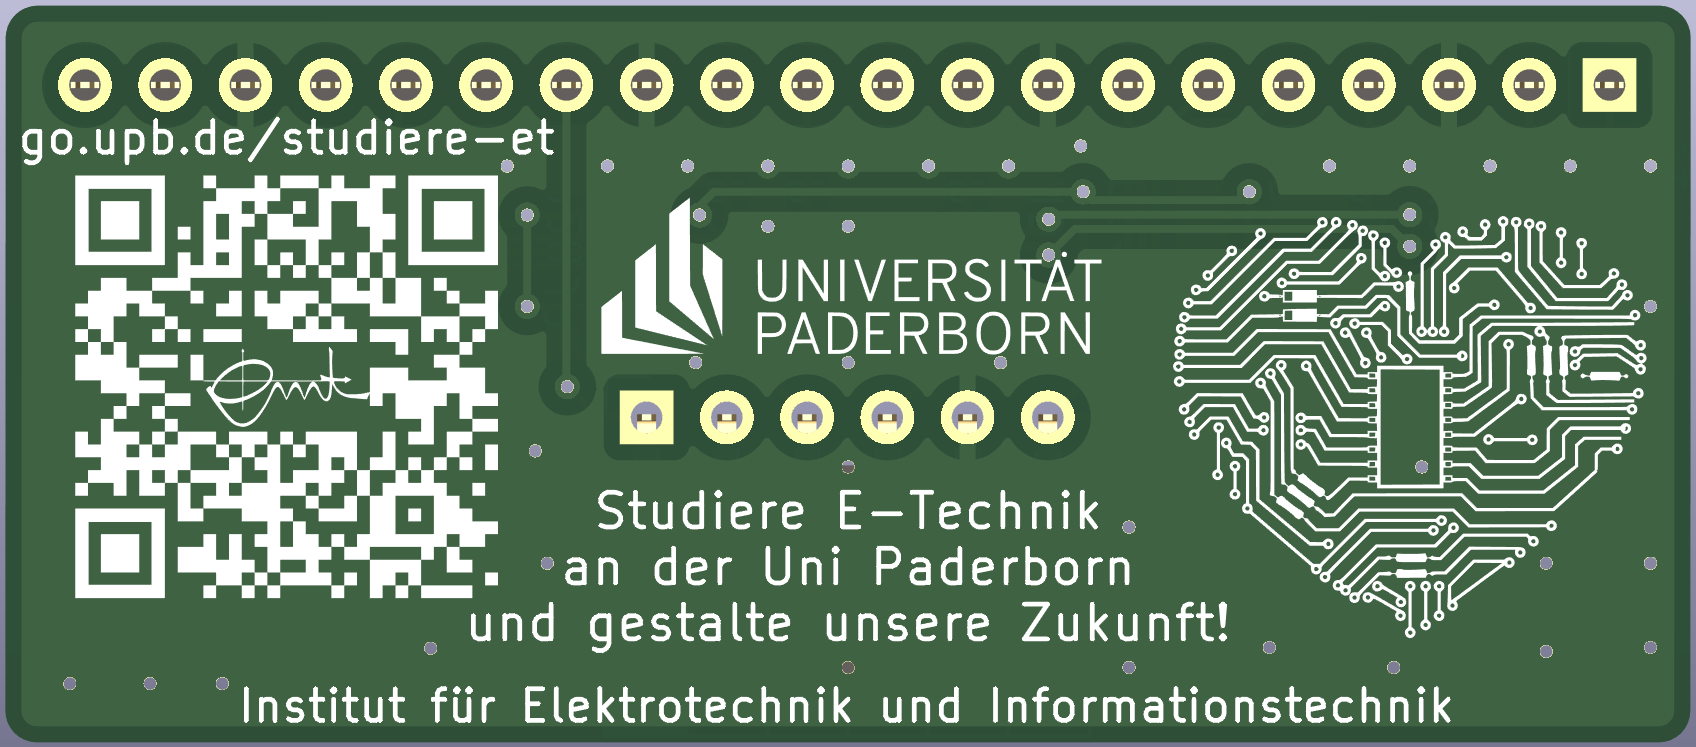 go.upb.de/studiere-et
UNIVERSITÄT
PADERBORN
Studiere E-Technik
an der Uni Paderborn
und gestalte unsere Zukunft!
Institut für Elektrotechnik und Informationstechnik